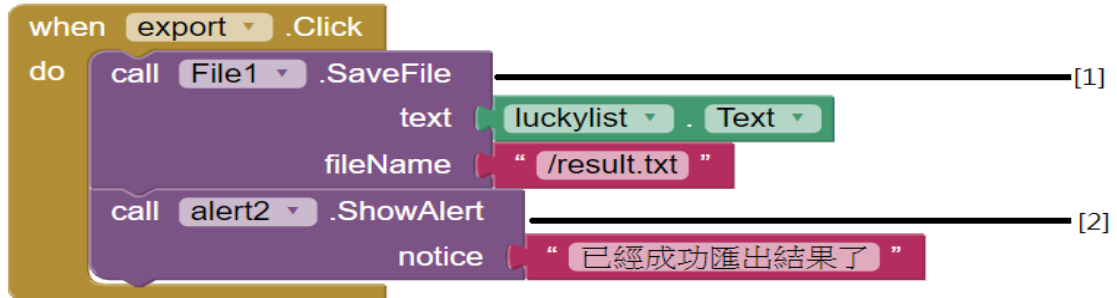 when export .Click
do call File1 .SaveFile [1]
text luckylist . Text
fileName “ /result.txt ”
call alert2 .ShowAlert [2]
notice “ 已經成功匯出結果了 ”